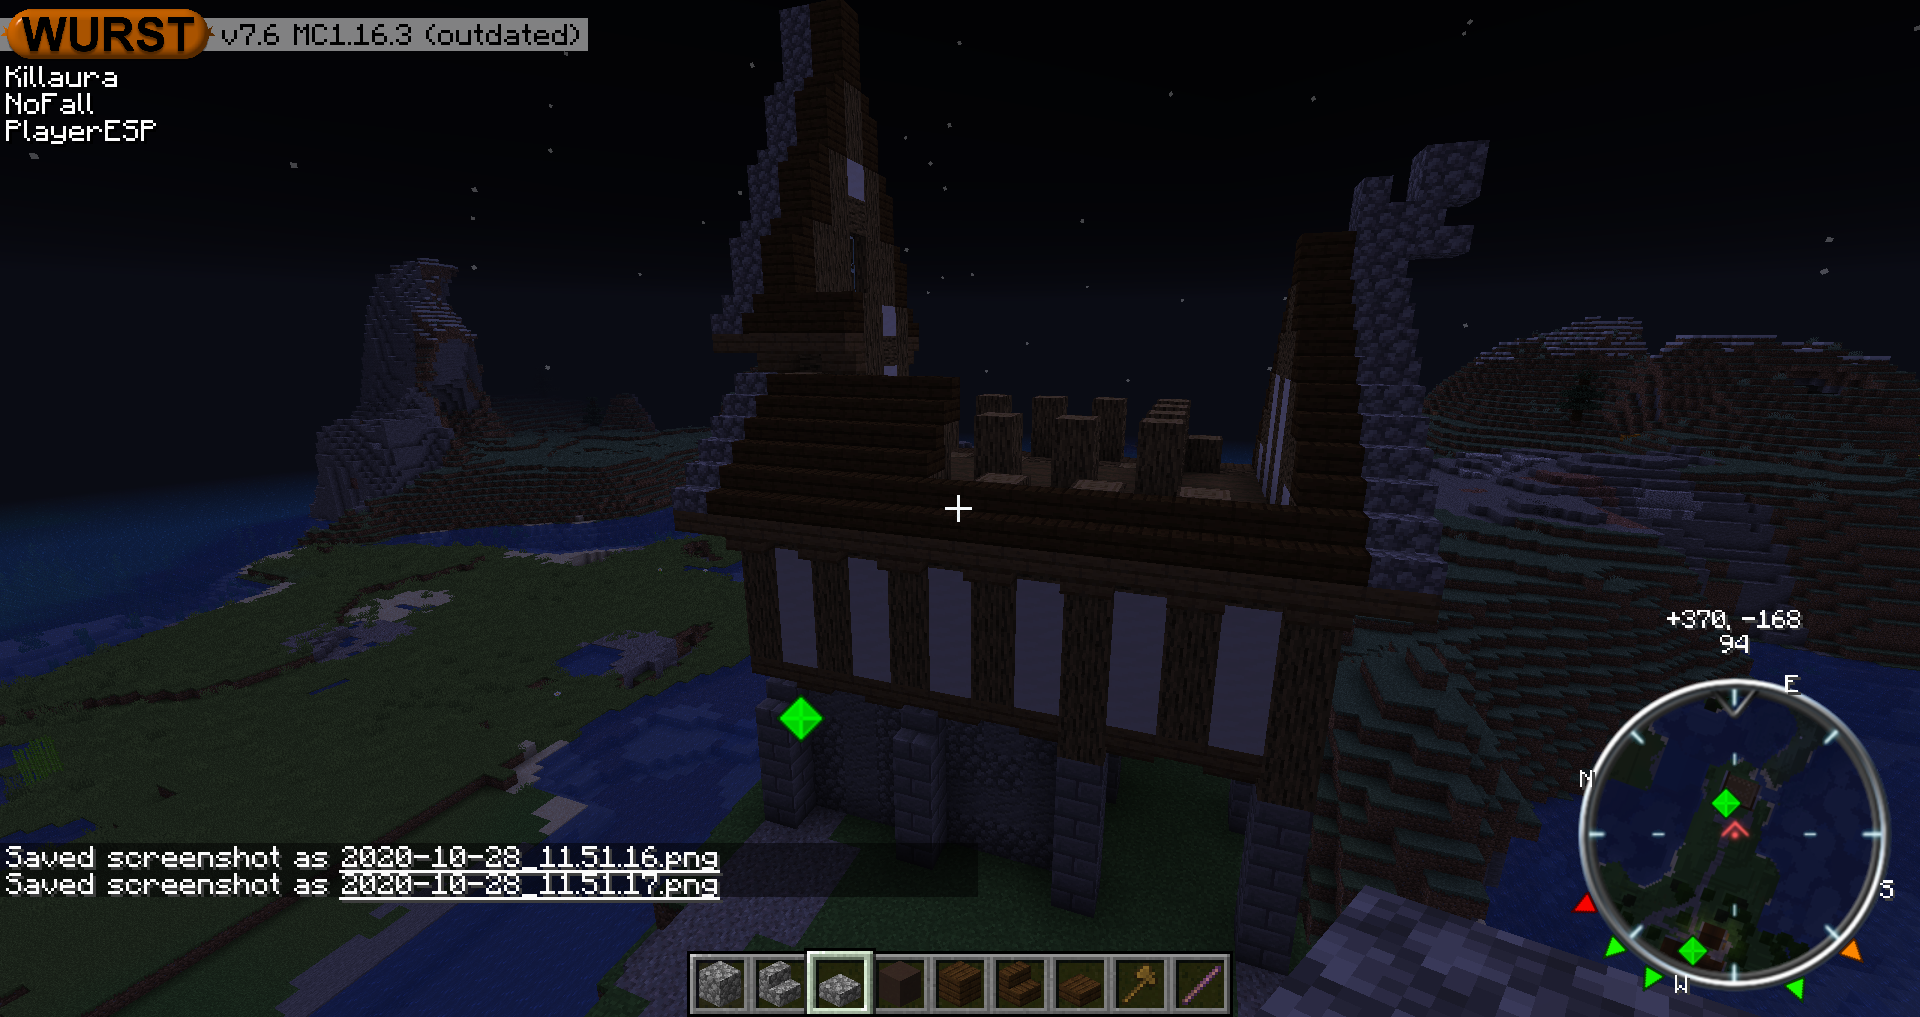 WURST v7.6 MC1.16.3 (outdated)
Killaura
NoFall
PlayerESP
+370, -168
94
E
N
S
W
Saved screenshot as 2020-10-28_11.51.16.png
Saved screenshot as 2020-10-28_11.51.17.png